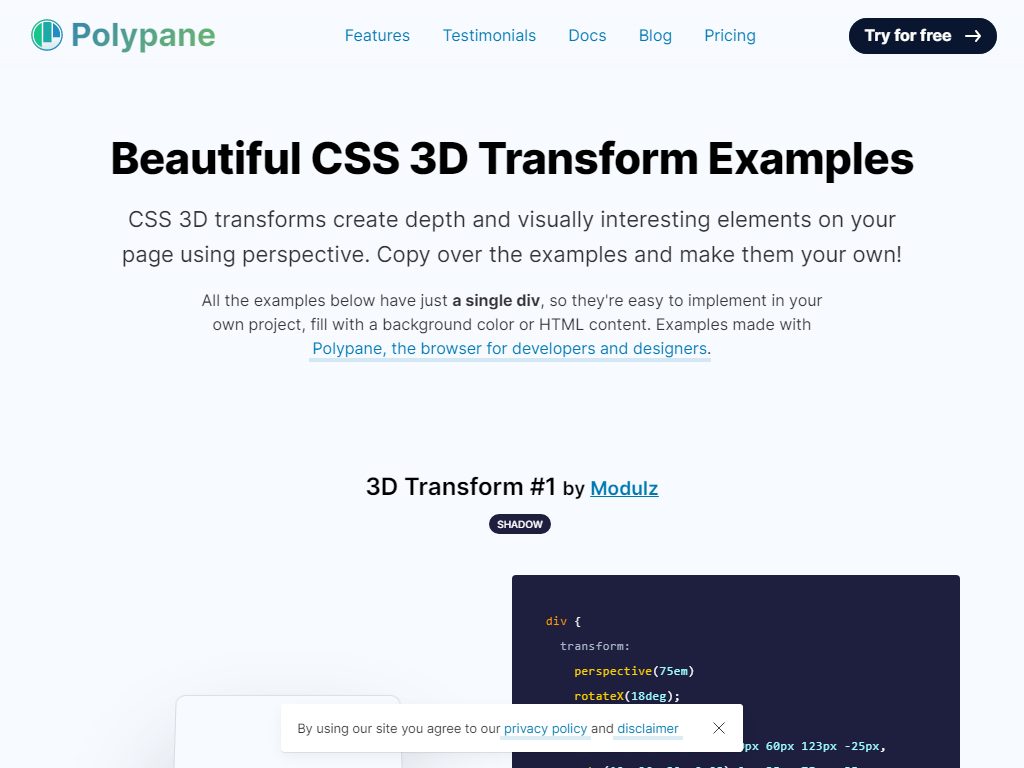 Polypane
Features
Testimonials
Docs
Blog
Pricing
Try for free
Beautiful CSS 3D Transform Examples
CSS 3D transforms create depth and visually interesting elements on your
page using perspective. Copy over the examples and make them your own!
All the examples below have just a single div, so they're easy to implement in your
own project, fill with a background color or HTML content. Examples made with
Polypane, the browser for developers and designers.
3D Transform #1 by Modulz
SHADOW
div {
transform:
perspective(75em)
rotateX(18deg);
60px 123px -25px,
By using our site you agree to our privacy policy and disclaimer